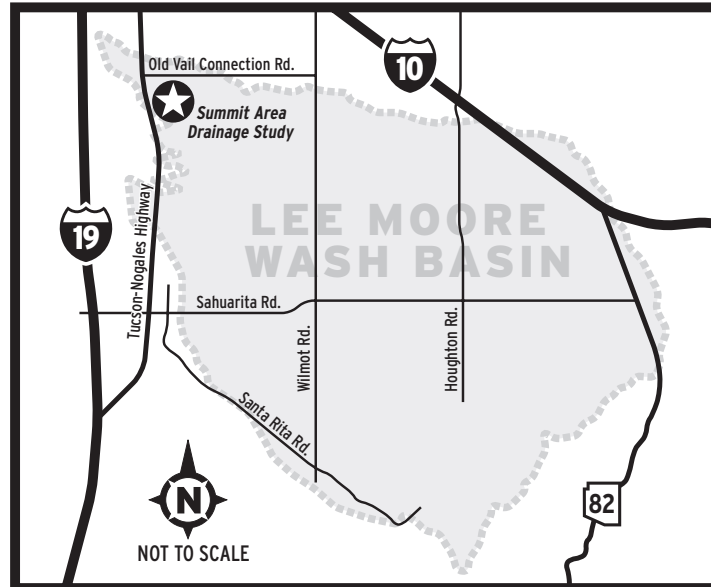 Old Vail Connection Rd.
10
Summit Area
Drainage Study
Tucson-Nogales Highway
19
LEE MOORE
WASH BASIN
Sahuarita Rd.
Wilmot Rd.
Houghton Rd.
Santa Rita Rd.
N
NOT TO SCALE
82